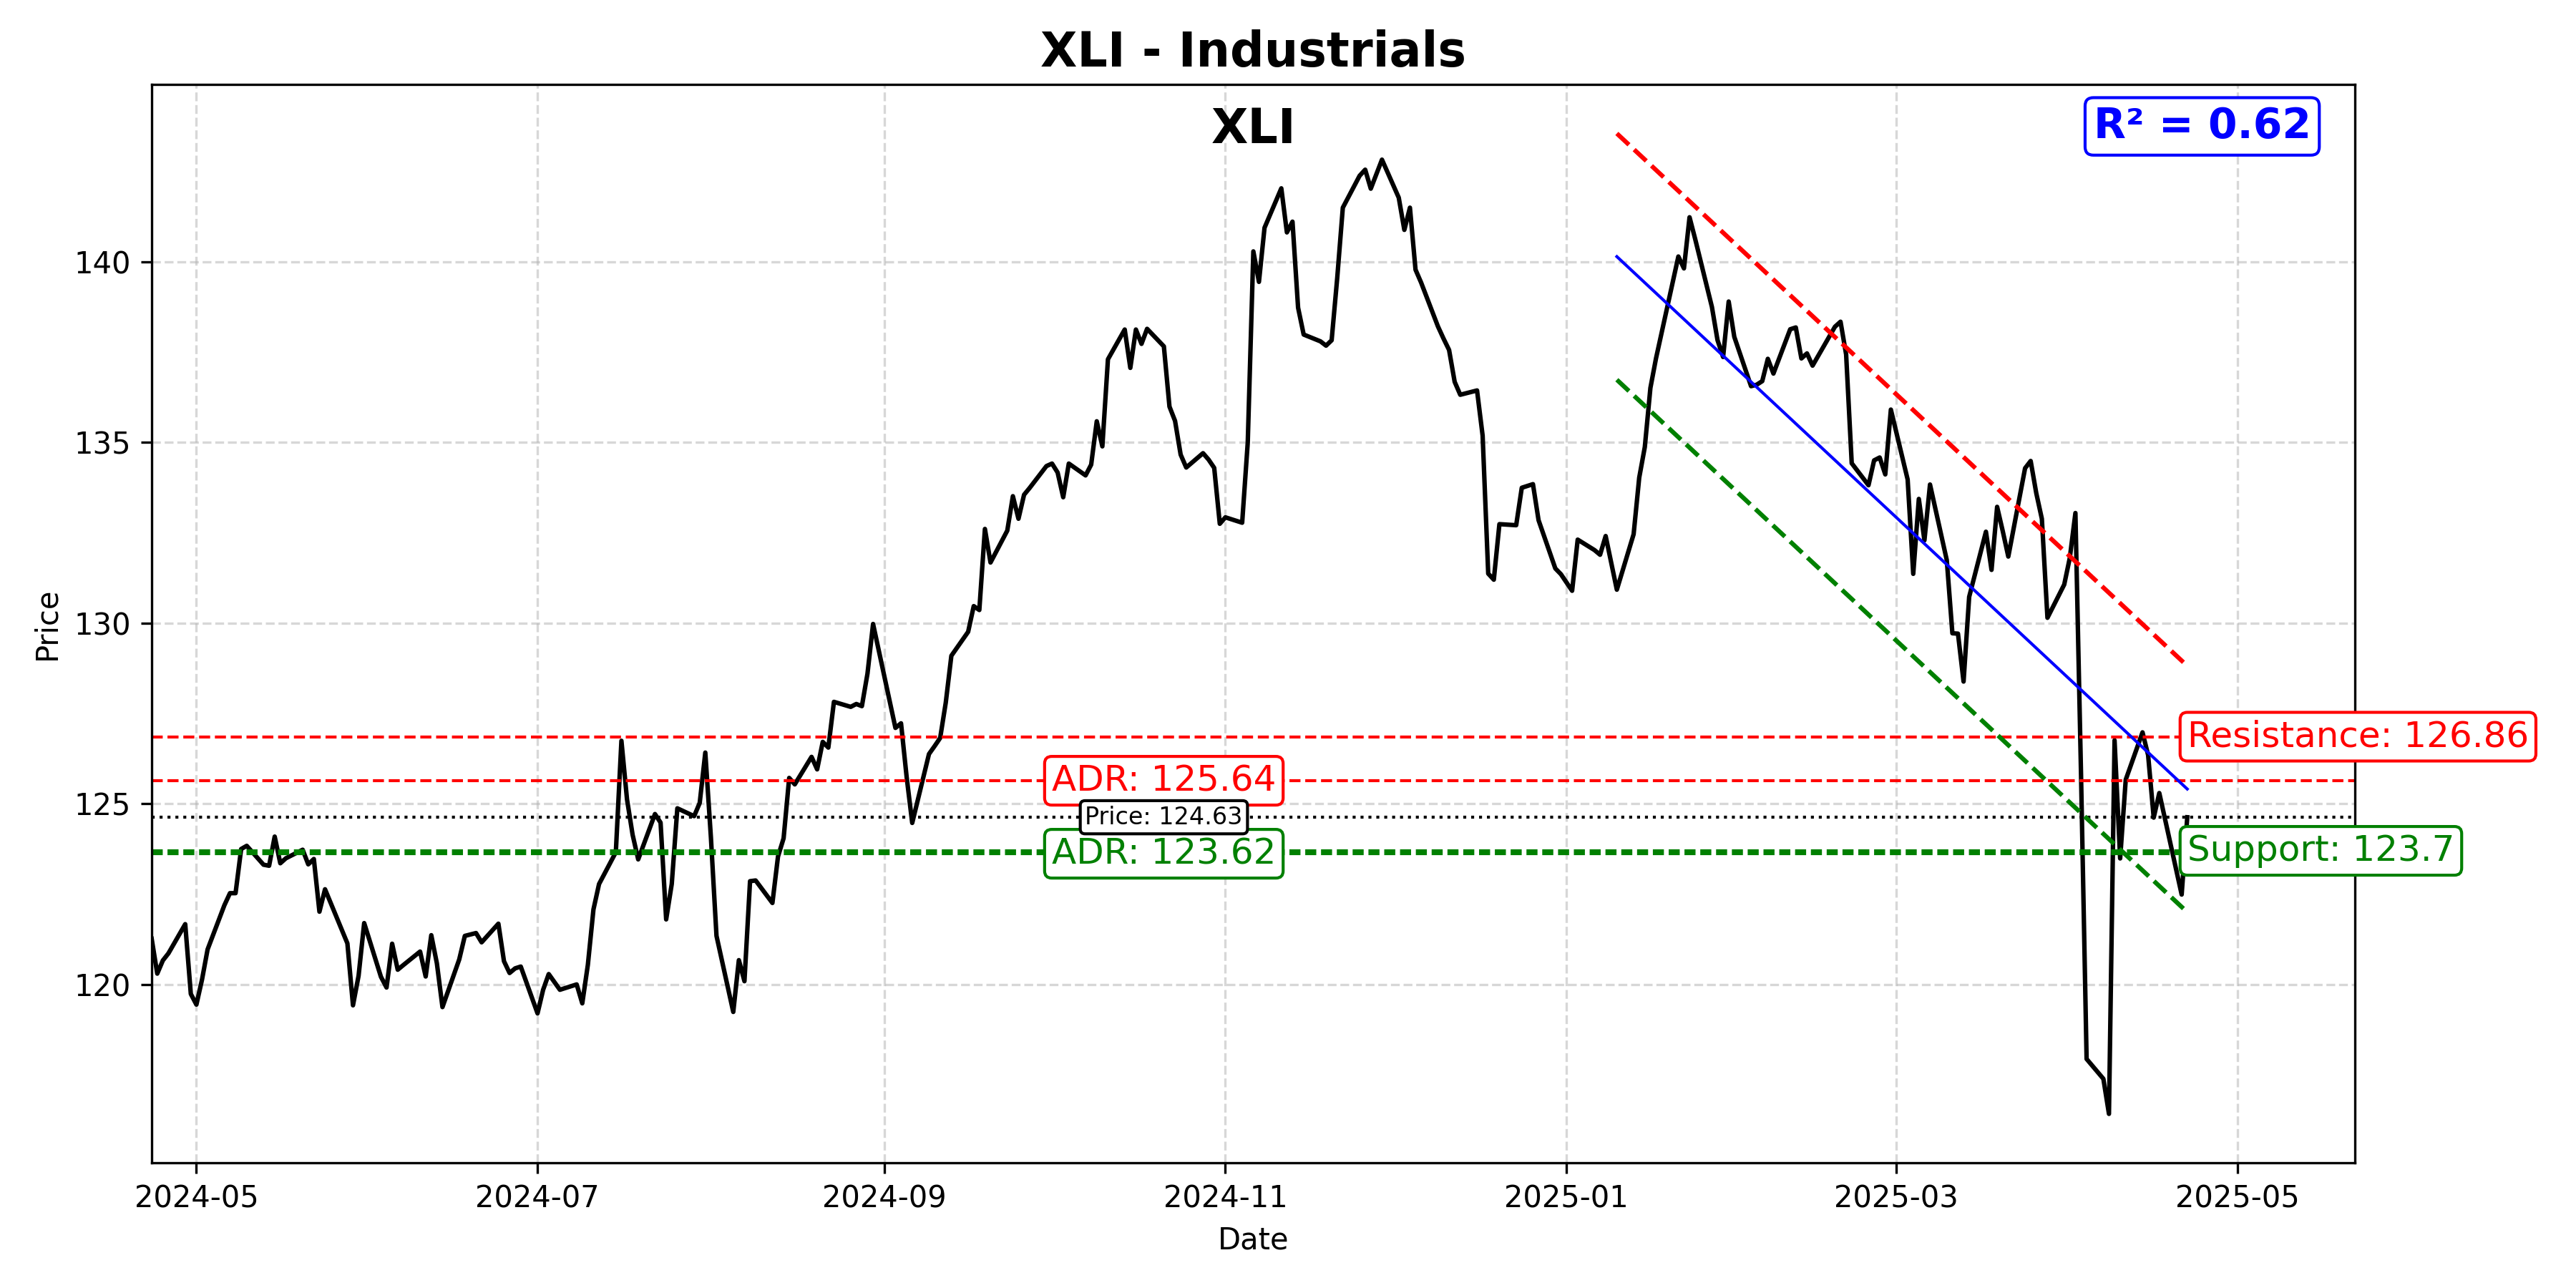 XLI - Industrials
XLI
R² = 0.62
140
135
130
125
120
Price
Resistance: 126.86
ADR: 125.64
Price: 124.63
ADR: 123.62
Support: 123.7
2024-05
2024-07
2024-09
2024-11
2025-01
2025-03
2025-05
Date